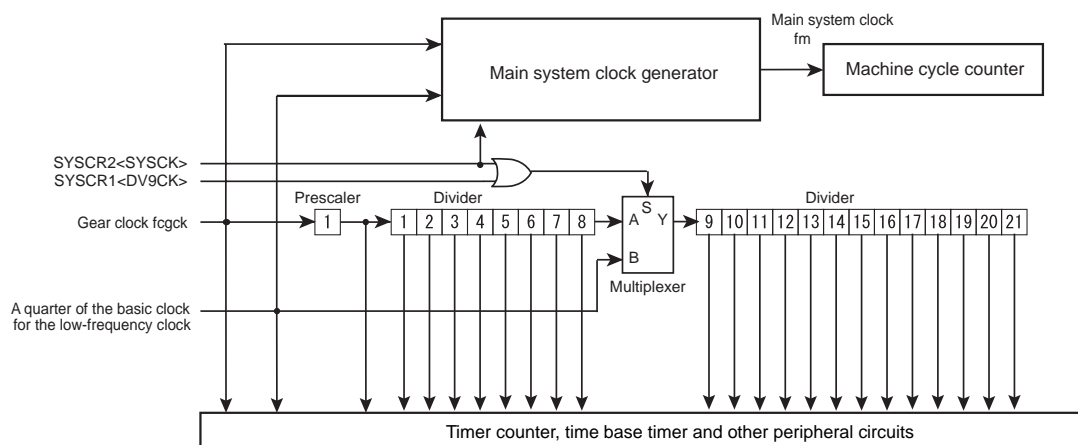 Main system clock
fm
Main system clock generator
Machine cycle counter
SYSCR2<SYSCK>
SYSCR1<DV9CK>
Prescaler
Divider
S
Divider
Gear clock fcgck
1
1 2 3 4 5 6 7 8
A
Y
9 10 11 12 13 14 15 16 17 18 19 20 21
B
Multiplexer
A quarter of the basic clock
for the low-frequency clock
Timer counter, time base timer and other peripheral circuits